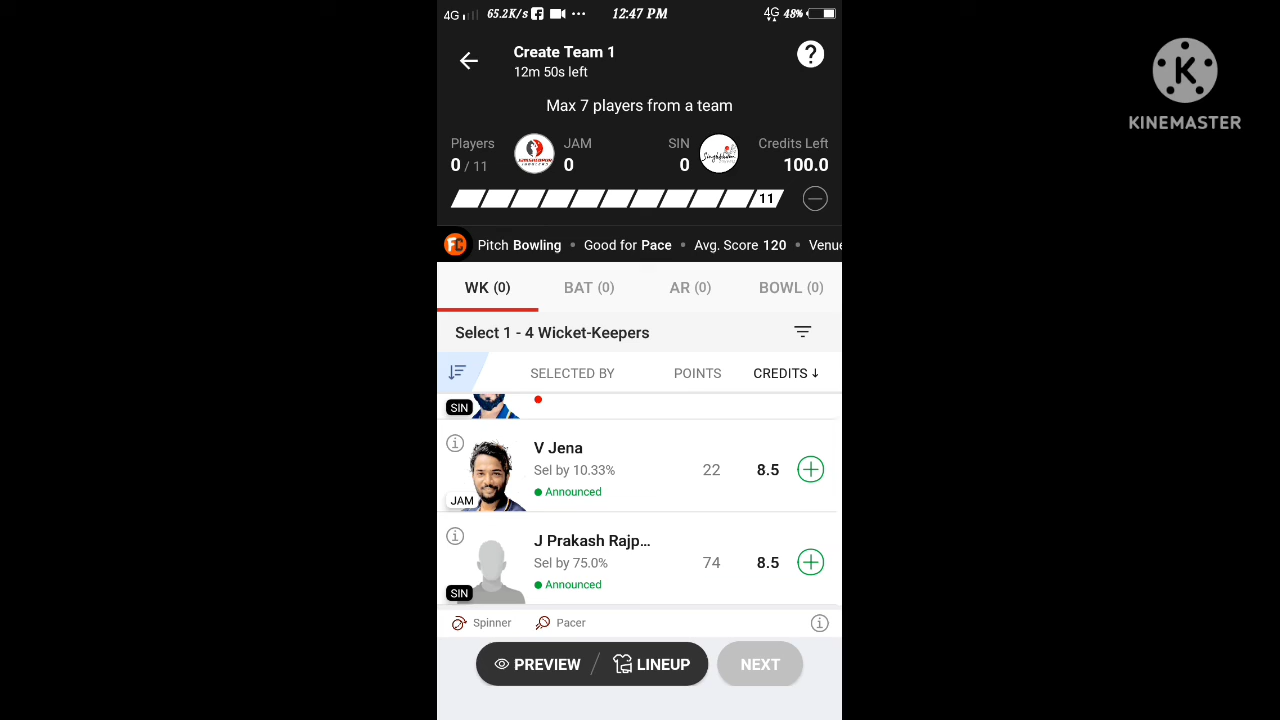 4G 65.2K/s 12:47 PM 4G 48%
Create Team 1
12m 50s left
?
Max 7 players from a team
Players JAM SIN Credits Left
0 / 11 0 0 100.0
11
FC Pitch Bowling • Good for Pace • Avg. Score 120 • Venue
WK (0) BAT (0) AR (0) BOWL (0)
Select 1 - 4 Wicket-Keepers
SELECTED BY POINTS CREDITS ↓
SIN
V Jena
Sel by 10.33% 22 8.5
Announced
JAM
J Prakash Rajp...
Sel by 75.0% 74 8.5
Announced
SIN
Spinner Pacer
PREVIEW / LINEUP NEXT
K
KINEMASTER